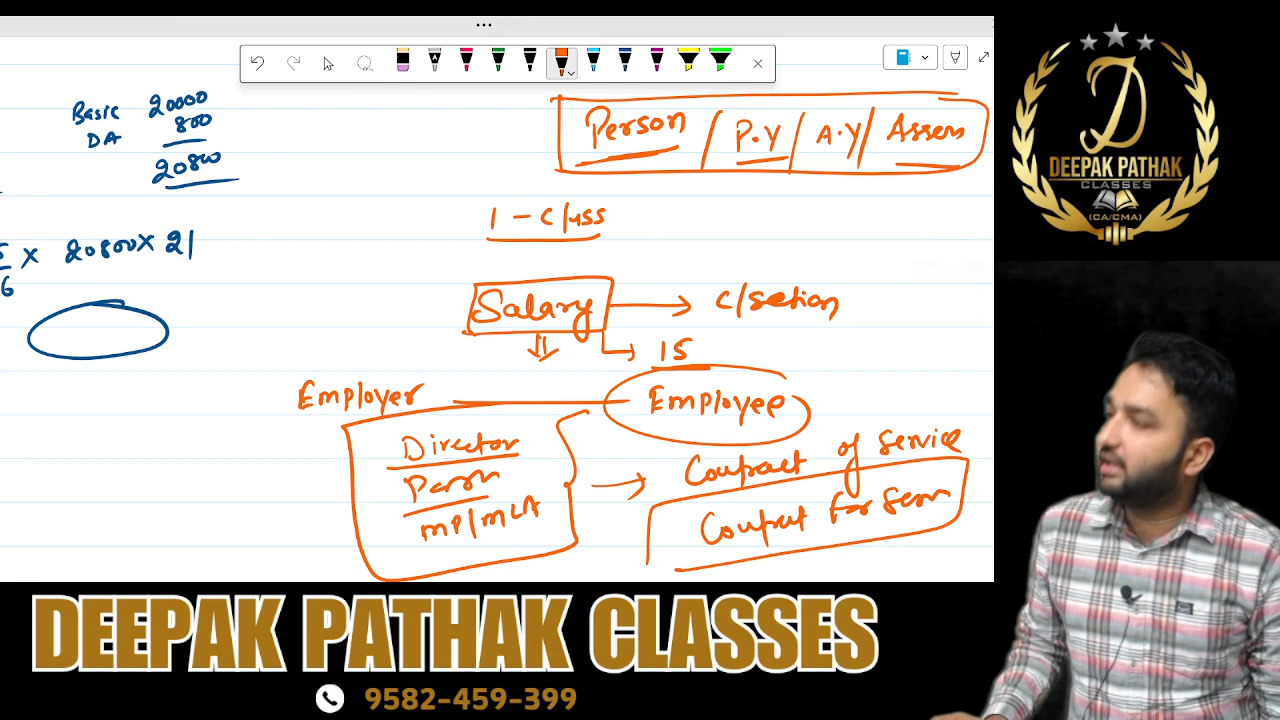 Basic 20000
DA 800
20800
6 × 20800 × 21
Person / P.Y / A.Y / Assess
1 - Class
Salary → C/section
15
Employer Employee
Director
Person
MP/MLA
Contract of Service
Contract for Serv
D
DEEPAK PATHAK
CLASSES
(CA/CMA)
DEEPAK PATHAK CLASSES
9582-459-399